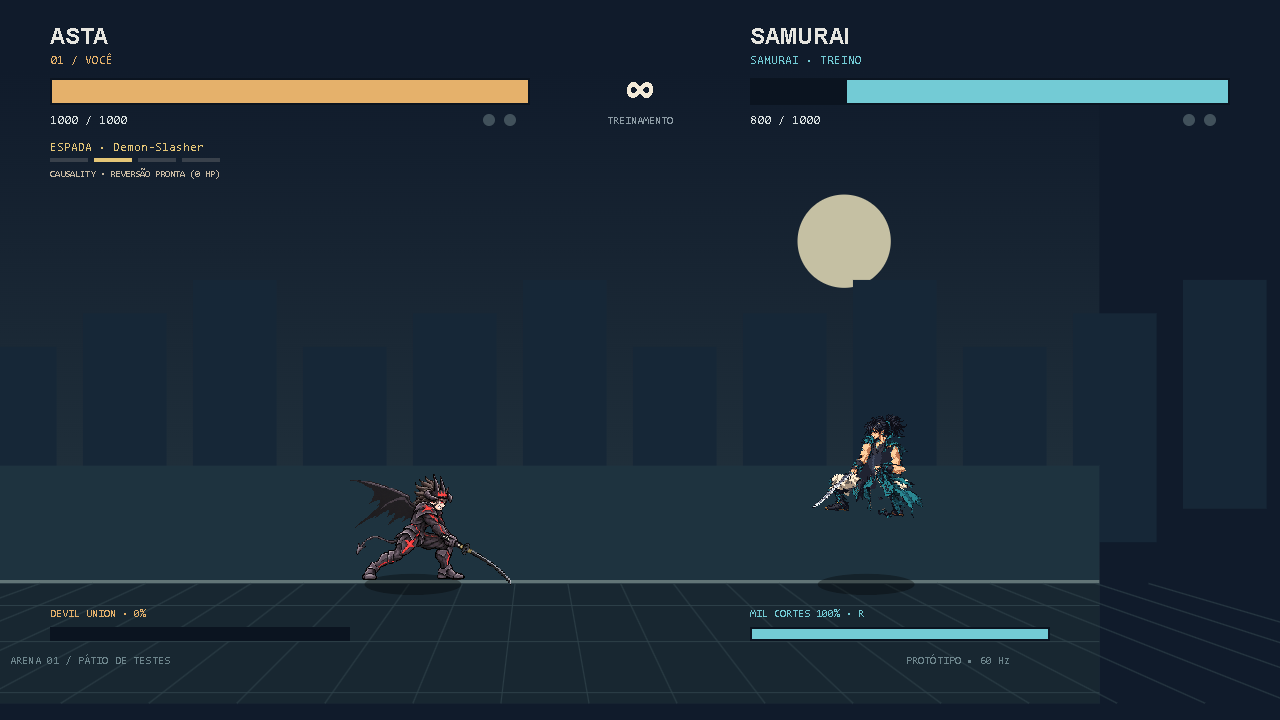 ASTA
01 / VOCÊ
1000 / 1000
ESPADA · Demon-Slasher
CAUSALITY · REVERSÃO PRONTA (0 HP)
∞
TREINAMENTO
SAMURAI
SAMURAI · TREINO
800 / 1000
DEVIL UNION · 0%
MIL CORTES 100% · R
ARENA 01 / PÁTIO DE TESTES
PROTÓTIPO • 60 Hz